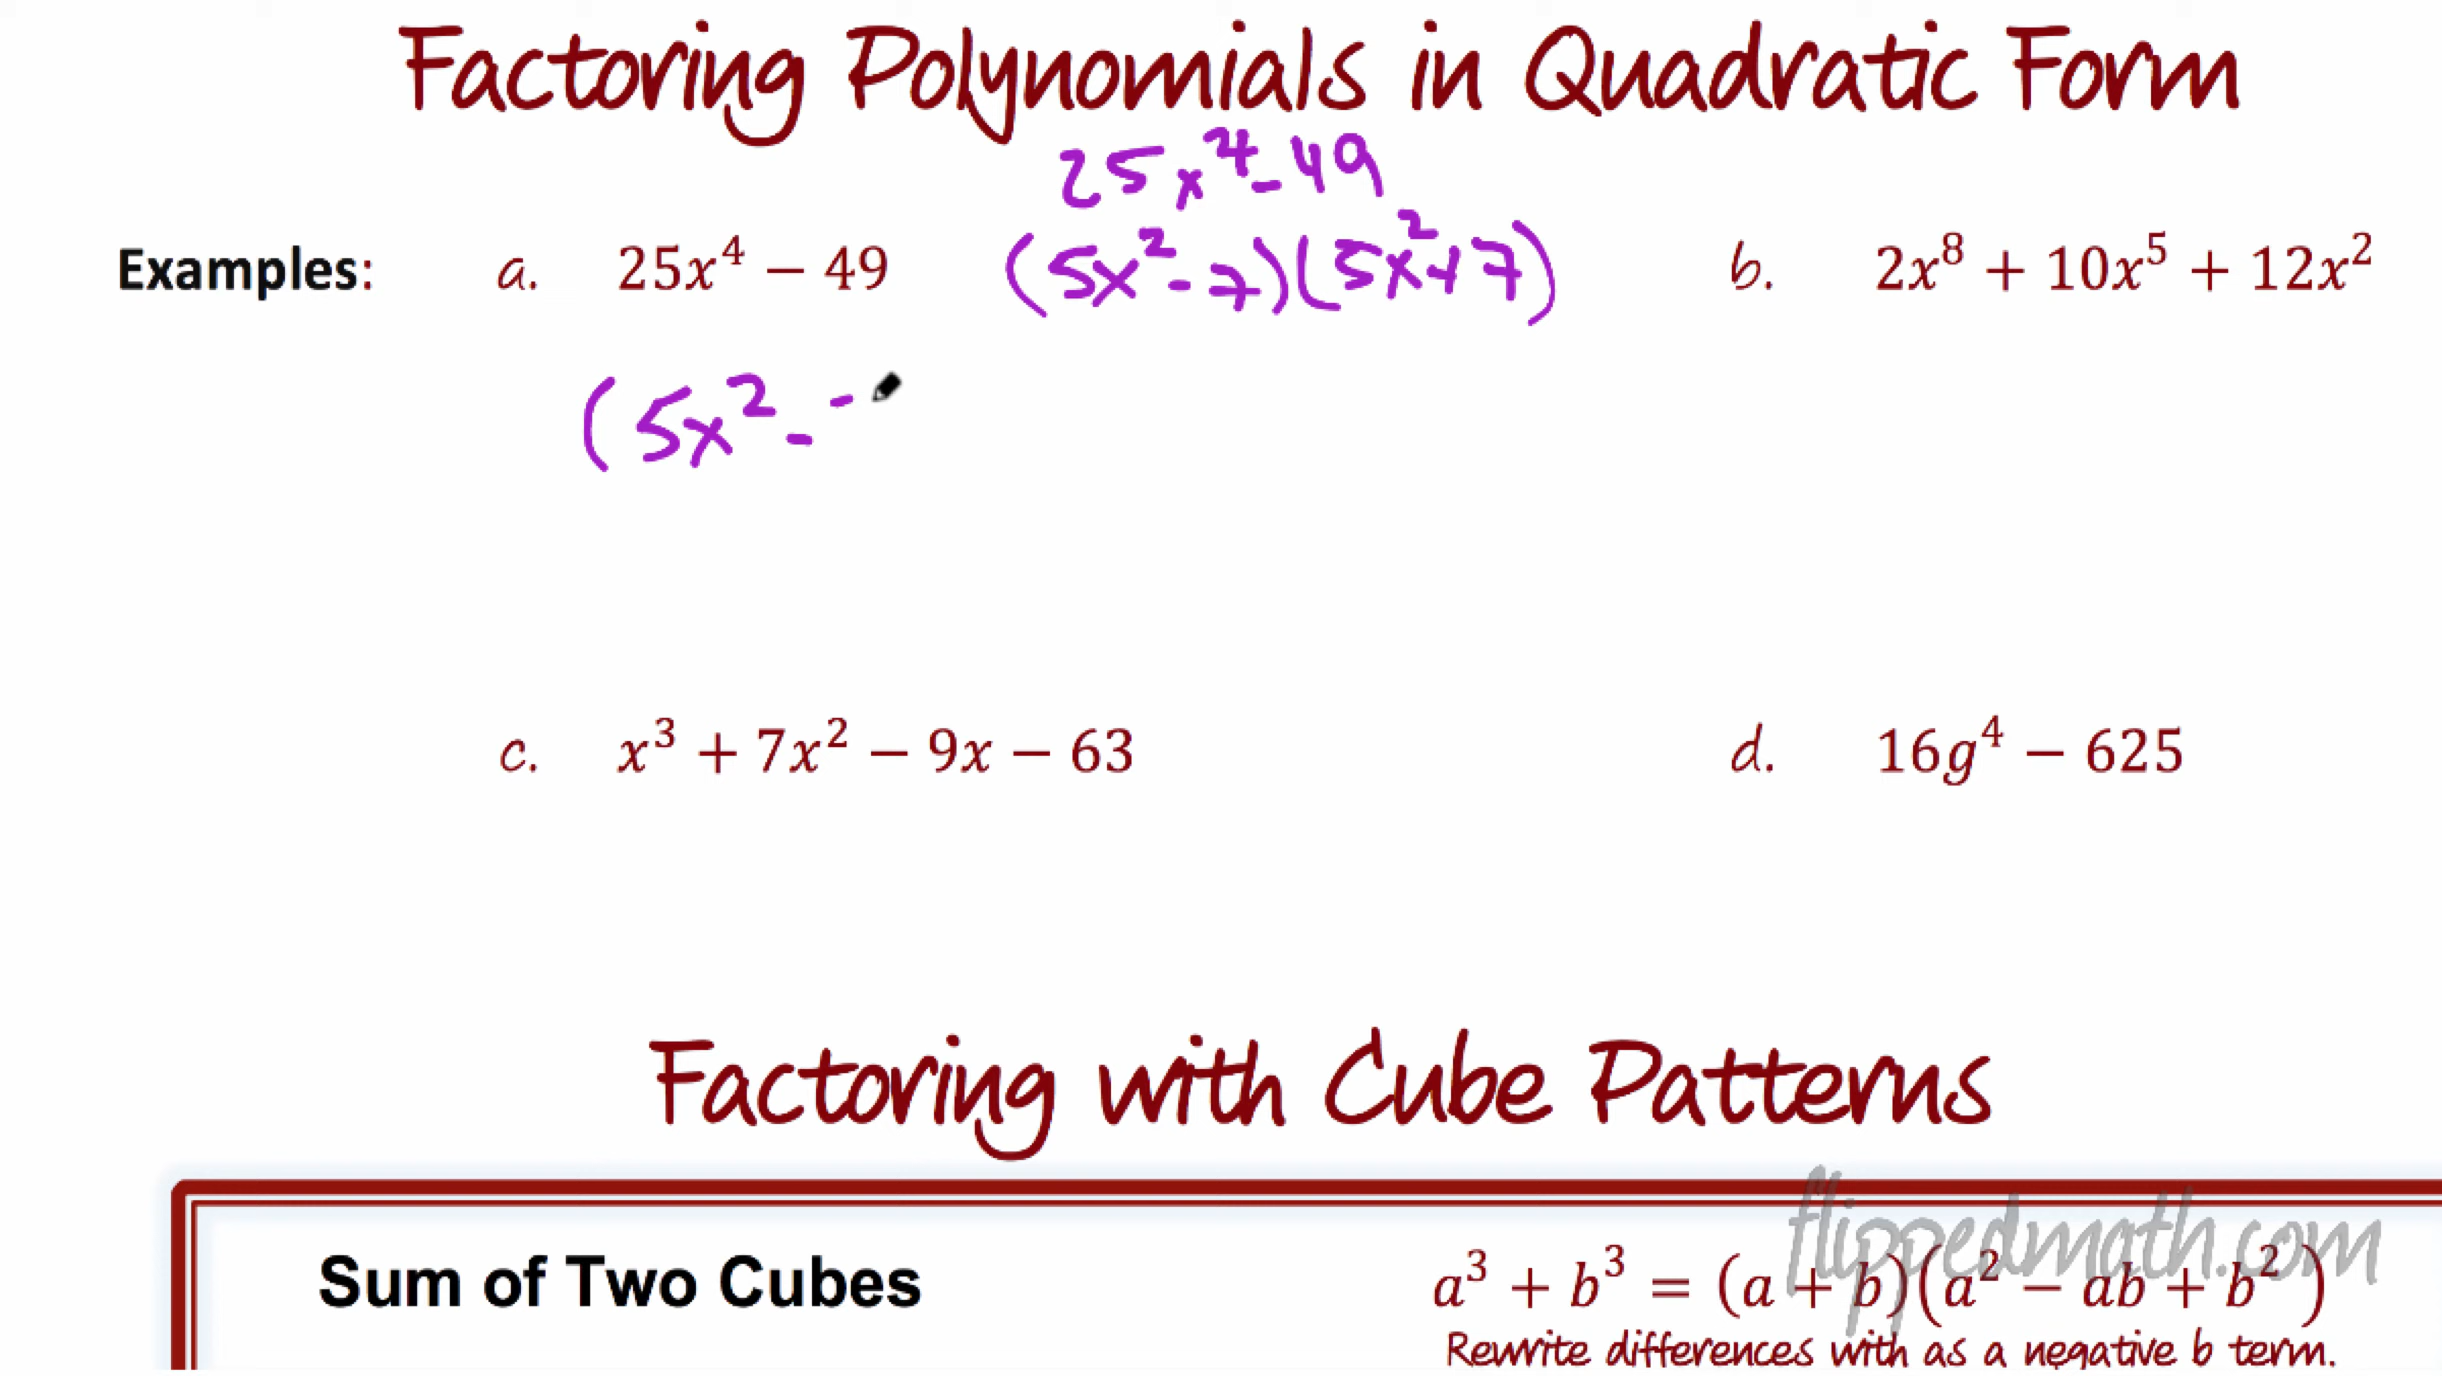 Factoring Polynomials in Quadratic Form
25x⁴-49
Examples: a. 25x⁴ − 49 (5x²-7)(5x²+7) b. 2x⁸ + 10x⁵ + 12x²
(5x² - -
c. x³ + 7x² − 9x − 63 d. 16g⁴ − 625
Factoring with Cube Patterns
flippedmath.com
Sum of Two Cubes a³ + b³ = (a + b)(a² − ab + b²)
Rewrite differences with as a negative b term.